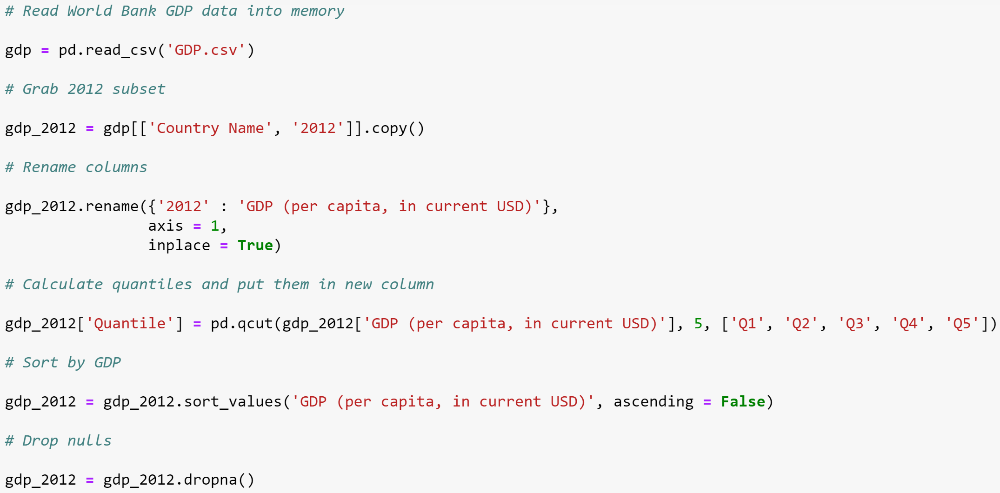 # Read World Bank GDP data into memory
gdp = pd.read_csv('GDP.csv')
# Grab 2012 subset
gdp_2012 = gdp[['Country Name', '2012']].copy()
# Rename columns
gdp_2012.rename({'2012' : 'GDP (per capita, in current USD)'},
                axis = 1,
                inplace = True)
# Calculate quantiles and put them in new column
gdp_2012['Quantile'] = pd.qcut(gdp_2012['GDP (per capita, in current USD)'], 5, ['Q1', 'Q2', 'Q3', 'Q4', 'Q5'])
# Sort by GDP
gdp_2012 = gdp_2012.sort_values('GDP (per capita, in current USD)', ascending = False)
# Drop nulls
gdp_2012 = gdp_2012.dropna()